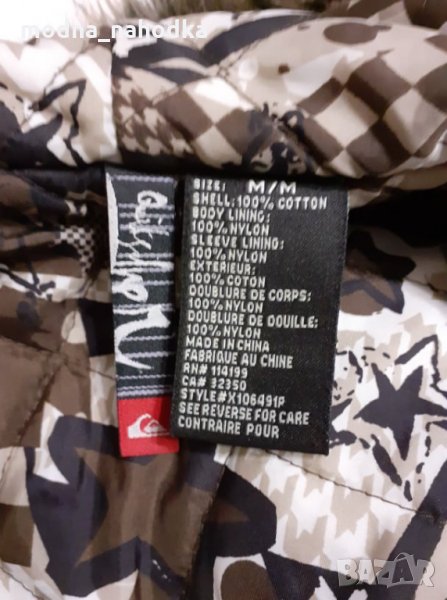 modna_nahodka
Quiksilver
SIZE: M/M
SHELL:100% COTTON
BODY LINING:
100% NYLON
SLEEVE LINING:
100% NYLON
EXTERIEUR:
100% COTON
DOUBLURE DE CORPS:
100% NYLON
DOUBLURE DE DOUILLE:
100% NYLON
MADE IN CHINA
FABRIQUE AU CHINE
RN# 114199
CA# 32350
STYLE#X106491P
SEE REVERSE FOR CARE
CONTRAIRE POUR
BAZAR